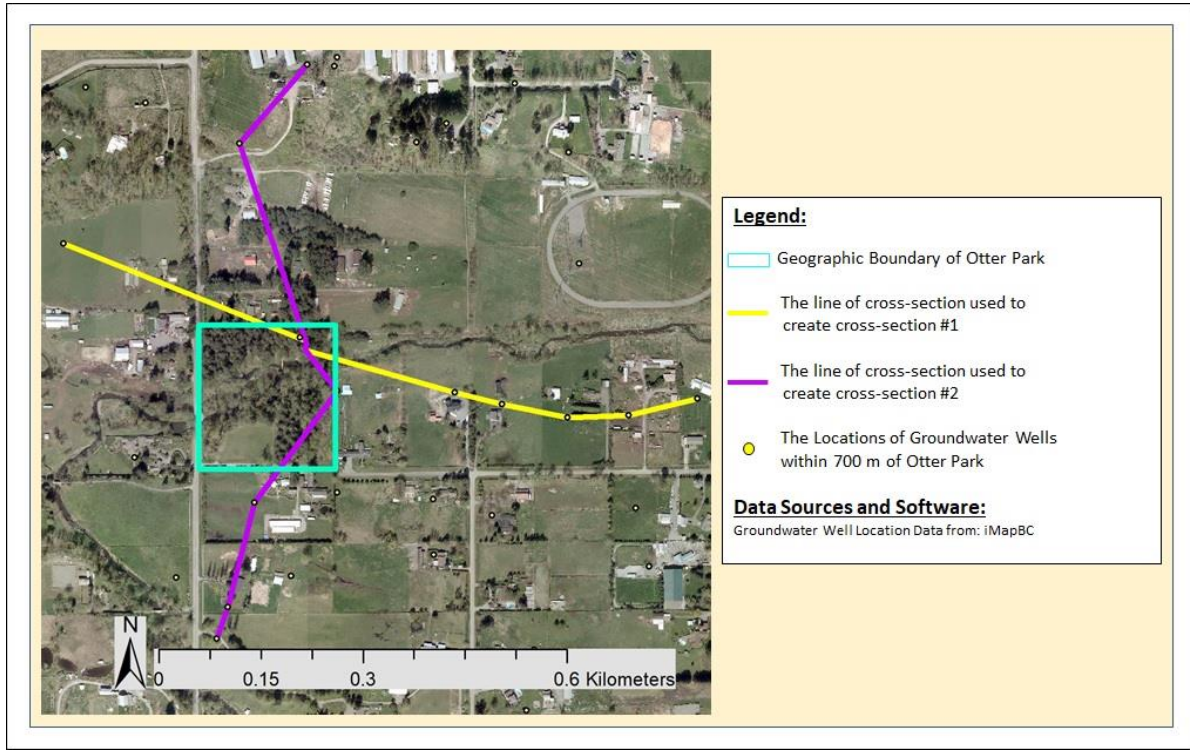 Legend:
Geographic Boundary of Otter Park
The line of cross-section used to
create cross-section #1
The line of cross-section used to
create cross-section #2
The Locations of Groundwater Wells
within 700 m of Otter Park
Data Sources and Software:
Groundwater Well Location Data from: iMapBC
N
0 0.15 0.3 0.6 Kilometers